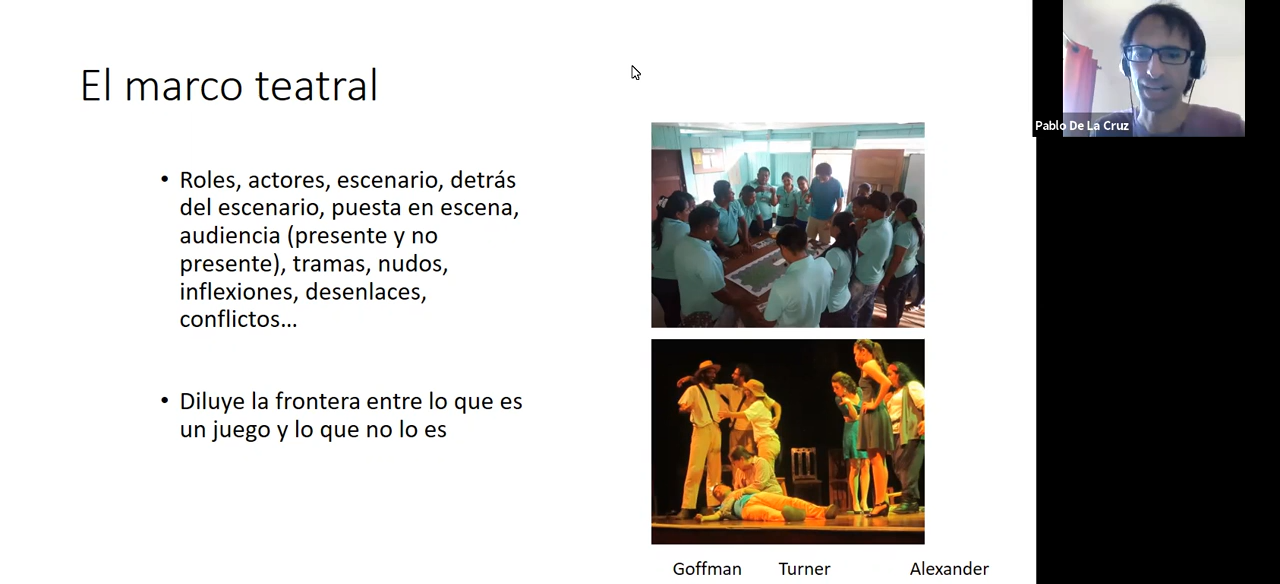 El marco teatral
• Roles, actores, escenario, detrás
del escenario, puesta en escena,
audiencia (presente y no
presente), tramas, nudos,
inflexiones, desenlaces,
conflictos...
• Diluye la frontera entre lo que es
un juego y lo que no lo es
Goffman Turner Alexander
Pablo De La Cruz